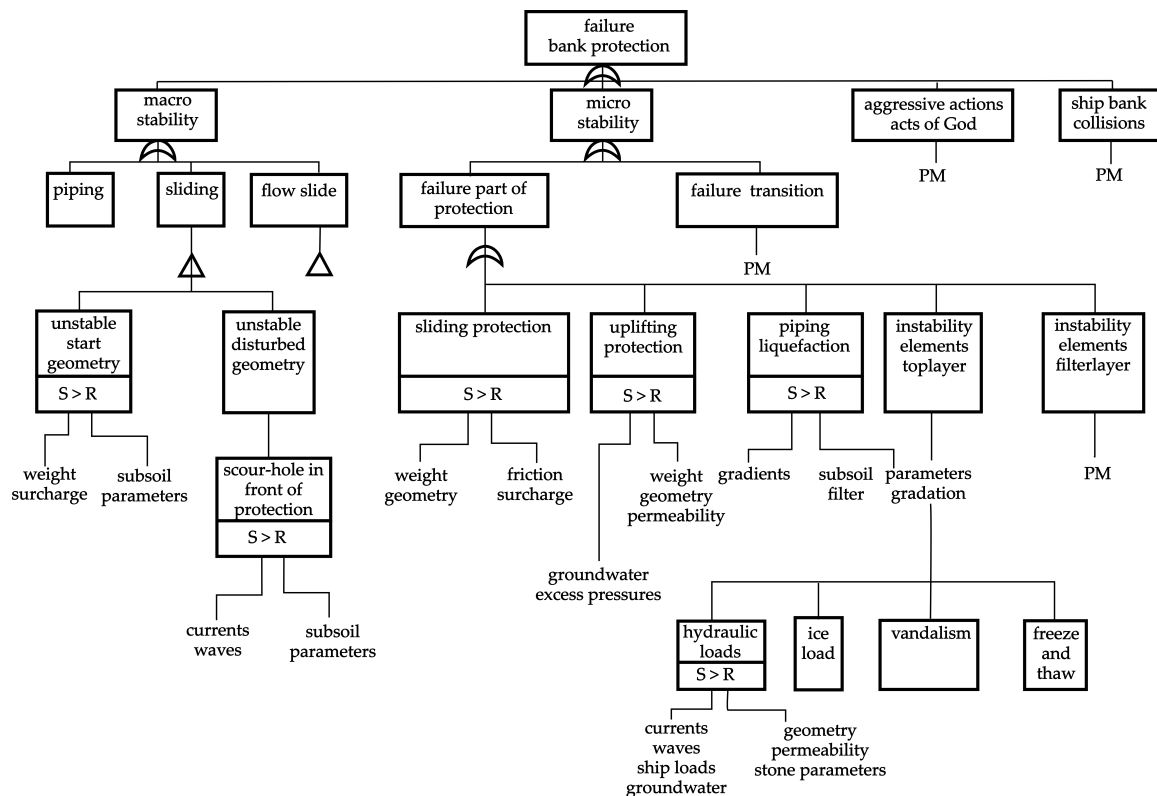 failure
bank protection
macro
stability
micro
stability
aggressive actions
acts of God
ship bank
collisions
PM
PM
piping
sliding
flow slide
failure part of
protection
failure transition
PM
unstable
start
geometry
S > R
unstable
disturbed
geometry
sliding protection
S > R
uplifting
protection
S > R
piping
liquefaction
S > R
instability
elements
toplayer
instability
elements
filterlayer
weight
surcharge
subsoil
parameters
scour-hole in
front of
protection
S > R
weight
geometry
friction
surcharge
weight
geometry
permeability
gradients
subsoil
filter
parameters
gradation
PM
groundwater
excess pressures
currents
waves
subsoil
parameters
hydraulic
loads
S > R
ice
load
vandalism
freeze
and
thaw
currents
waves
ship loads
groundwater
geometry
permeability
stone parameters